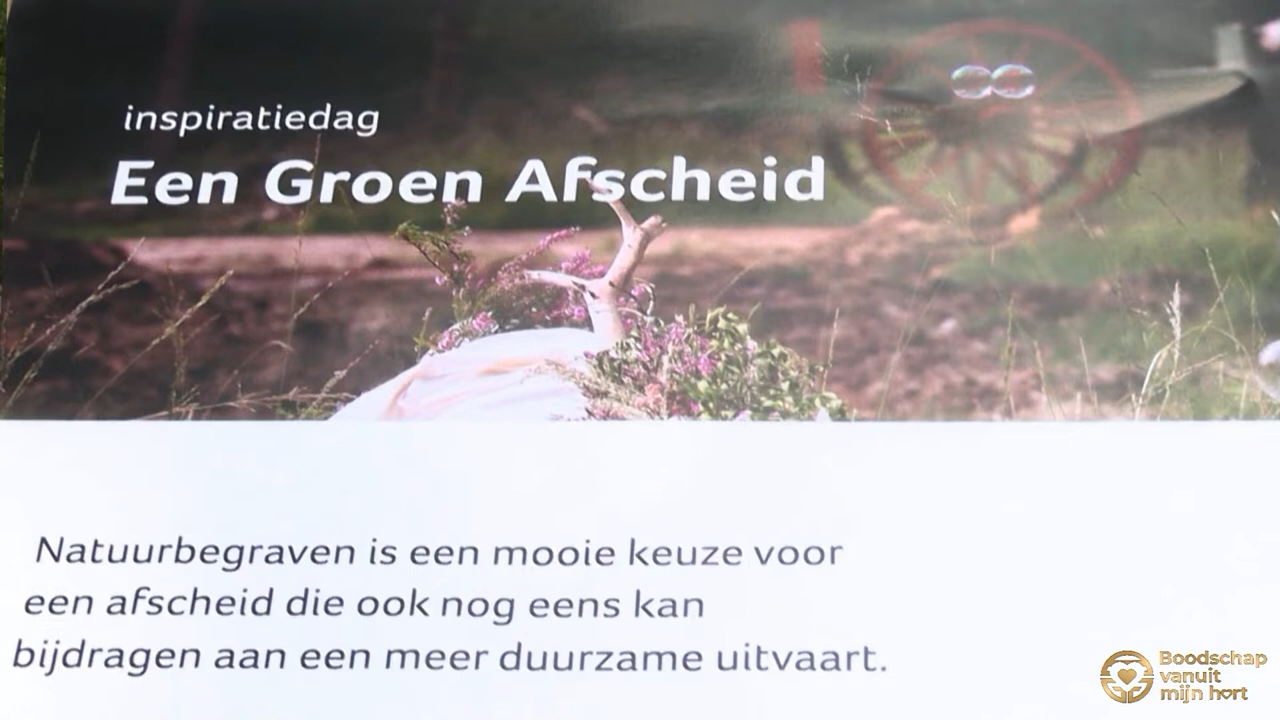 inspiratiedag
Een Groen Afscheid
Natuurbegraven is een mooie keuze voor
een afscheid die ook nog eens kan
bijdragen aan een meer duurzame uitvaart.
Boodschap
vanuit
mijn hart